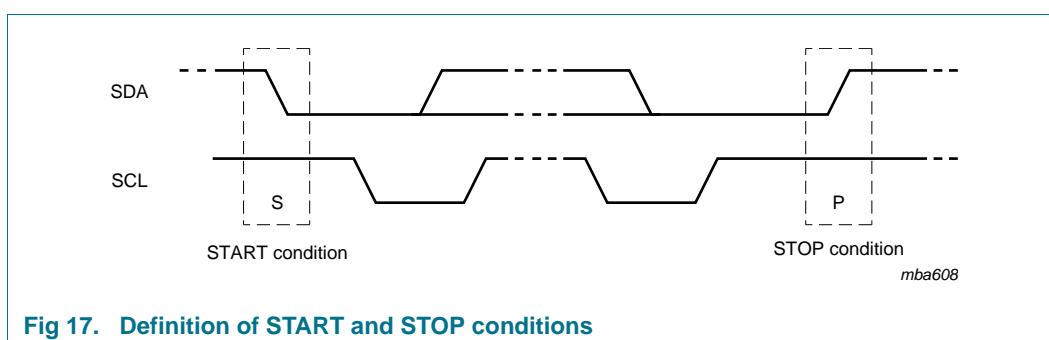 SDA
SCL
S
P
START condition
STOP condition
mba608
Fig 17. Definition of START and STOP conditions